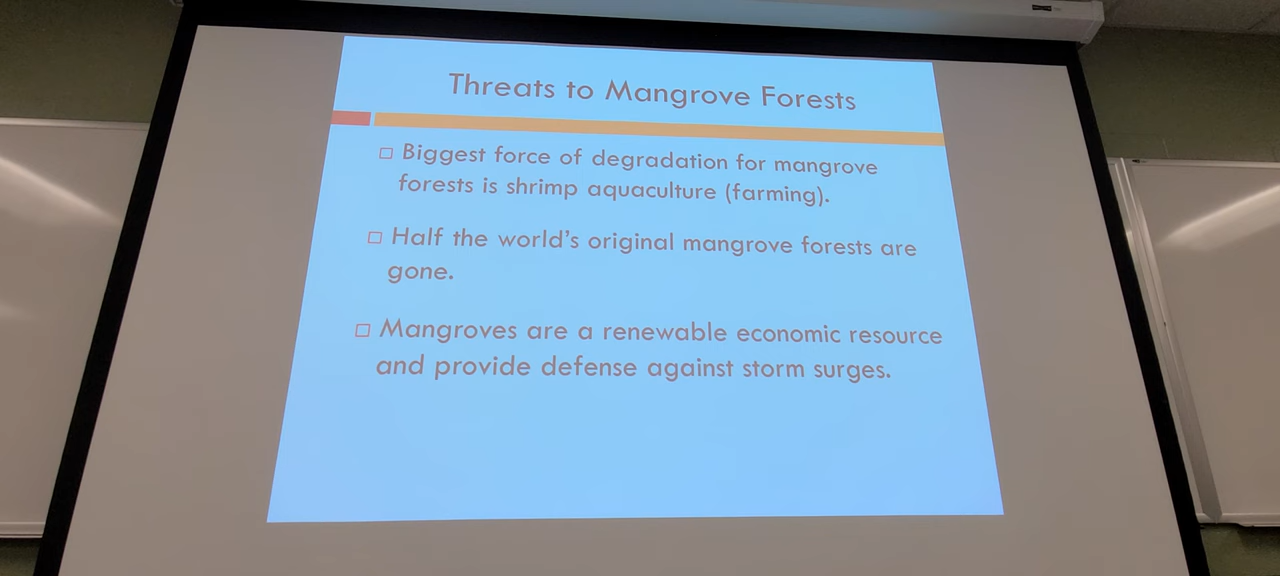 Threats to Mangrove Forests
Biggest force of degradation for mangrove
forests is shrimp aquaculture (farming).
Half the world's original mangrove forests are
gone.
Mangroves are a renewable economic resource
and provide defense against storm surges.